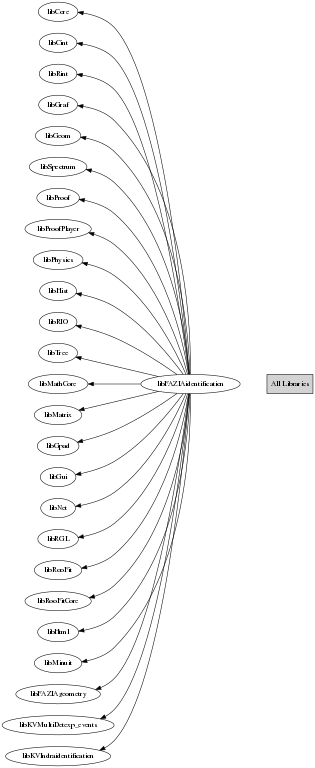 libCore
libCint
libRint
libGraf
libGeom
libSpectrum
libProof
libProofPlayer
libPhysics
libHist
libRIO
libTree
libMathCore
libFAZIAidentification
All Libraries
libMatrix
libGpad
libGui
libNet
libRGL
libRooFit
libRooFitCore
libHtml
libMinuit
libFAZIAgeometry
libKVMultiDetexp_events
libKVIndraidentification